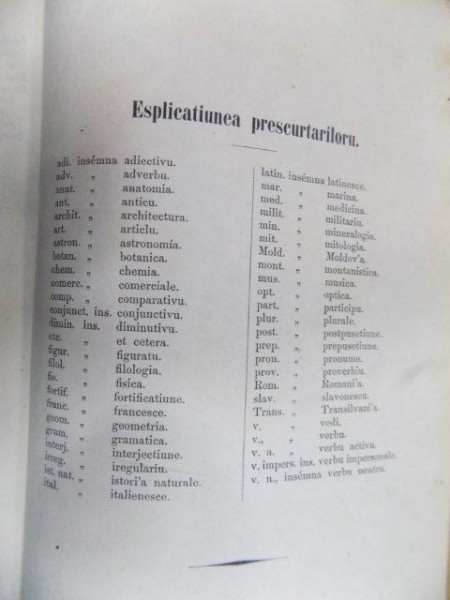 Esplicatiunea prescurtariloru.
adi. insémna adiectivu.
adv. „ adverbu.
anat. „ anatomia.
ant. „ anticu.
archit. „ architectura.
art. „ articlu.
astron. „ astronomía.
botan. „ botanica.
chem. „ chemia.
comerc. „ comerciale.
comp. „ comparativu.
conjunct. ins. conjunctivu.
dimin. ins. diminutivu.
etc. „ et cetera.
figur. „ figuratu.
filol. „ filologia.
fis. „ fisica.
fortif. „ fortificatiune.
franc. „ francesce.
geom. „ geometria.
gram. „ gramatica.
interj. „ interjectiune.
ireg. „ iregulariu.
ist. nat. „ istori'a naturale.
ital. „ italienesce.
latin. insémna latinesce.
mar. „ marina.
med. „ medicina.
milit. „ militariu.
min. „ mineralogia.
mit. „ mitologia.
Mold. „ Moldov'a.
mont. „ montanistica.
mus. „ musica.
opt. „ optica.
part. „ participu.
plur. „ plurale.
post. „ postpusetiune.
prep. „ prepusetiune.
pron. „ pronume.
prov. „ proverbiu.
Rom. „ Romani'a.
slav. „ slavonescu.
Trans. „ Transilvani'a.
v. „ vedi.
v., „ verbu.
v. a. „ verbu activu.
v. impers. ins. verbu impersonale.
v. n., insémna verbu neutru.